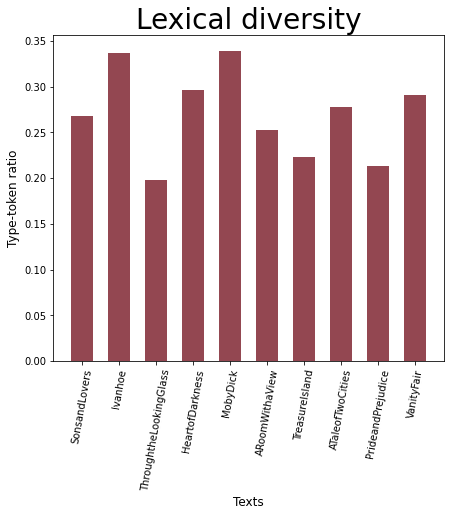 Lexical diversity
Type-token ratio
0.35
0.30
0.25
0.20
0.15
0.10
0.05
0.00
SonsandLovers
Ivanhoe
ThroughtheLookingGlass
HeartofDarkness
MobyDick
ARoomWithaView
TreasureIsland
ATaleofTwoCities
PrideandPrejudice
VanityFair
Texts